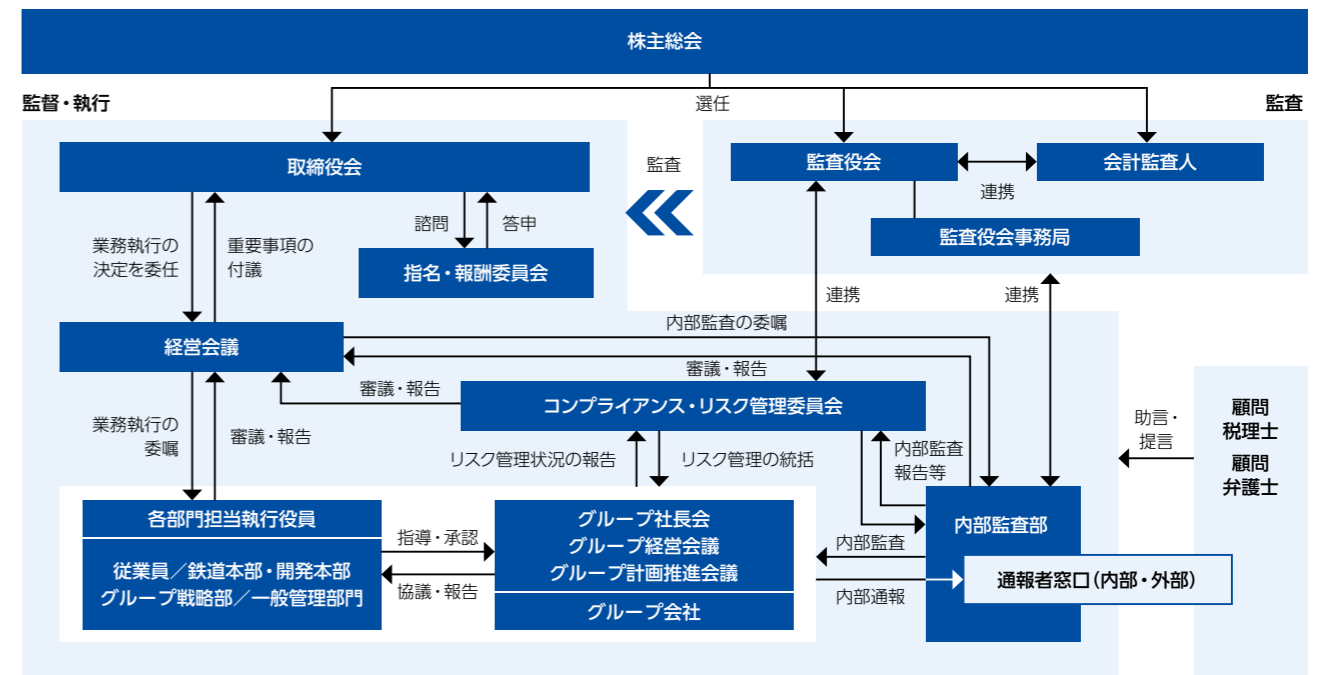 株主総会
監督・執行
選任
監査
取締役会
監査
監査役会
連携
会計監査人
監査役会事務局
諮問
答申
業務執行の
決定を委任
重要事項の
付議
指名・報酬委員会
連携
連携
内部監査の委嘱
経営会議
審議・報告
審議・報告
コンプライアンス・リスク管理委員会
業務執行の
委嘱
審議・報告
リスク管理状況の報告
リスク管理の統括
内部監査
報告等
助言・
提言
顧問
税理士
顧問
弁護士
各部門担当執行役員
従業員／鉄道本部・開発本部
グループ戦略部／一般管理部門
指導・承認
協議・報告
グループ社長会
グループ経営会議
グループ計画推進会議
グループ会社
内部監査
内部通報
内部監査部
通報者窓口（内部・外部）